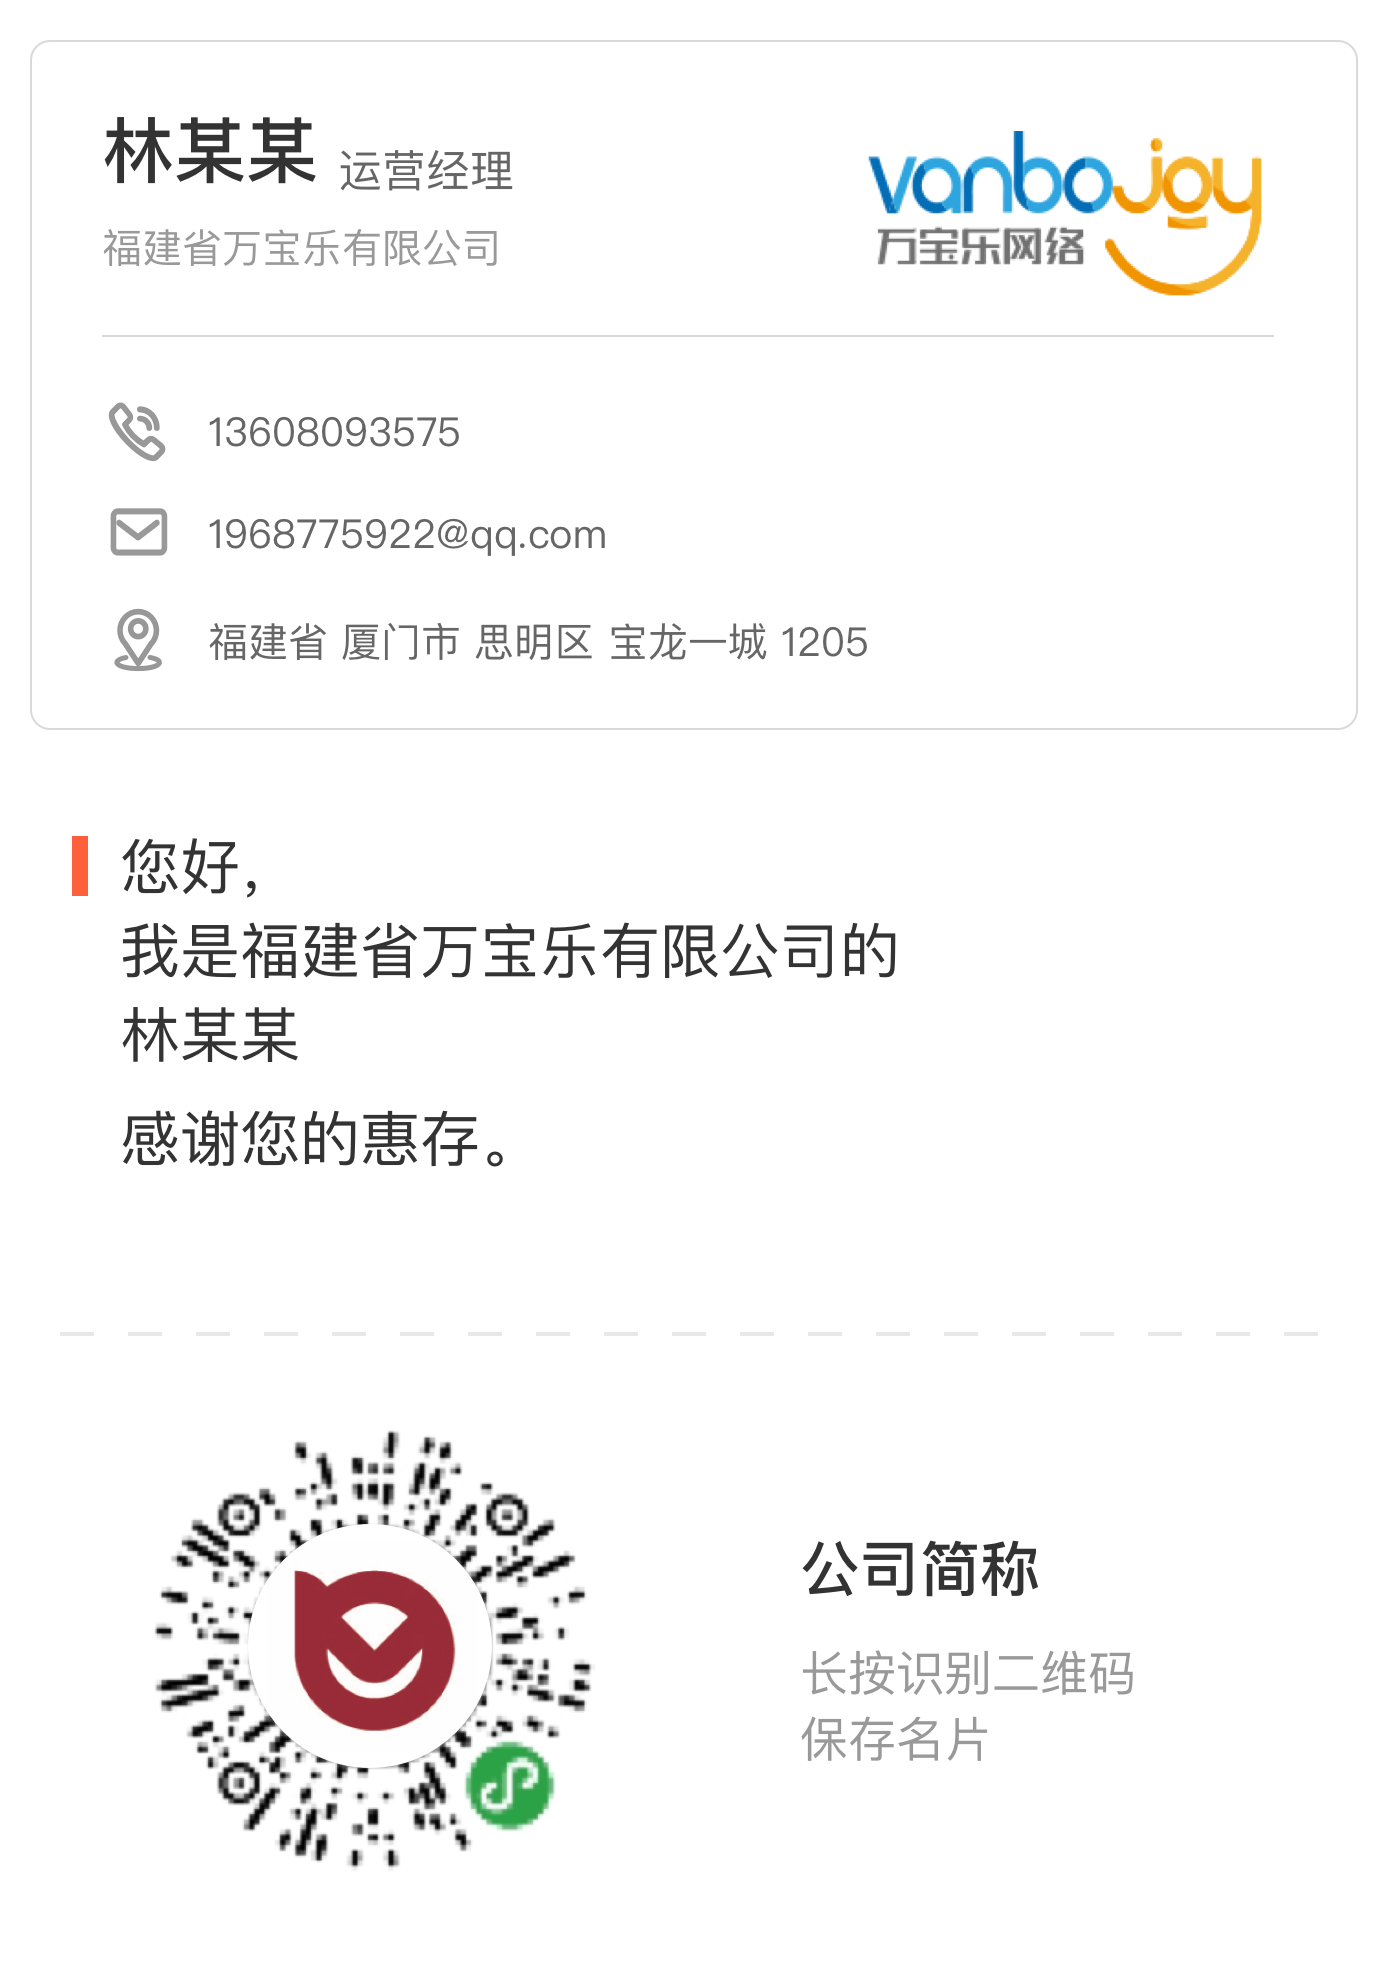 林某某 运营经理
福建省万宝乐有限公司
vanbojoy
万宝乐网络
13608093575
1968775922@qq.com
福建省 厦门市 思明区 宝龙一城 1205
您好,
我是福建省万宝乐有限公司的
林某某
感谢您的惠存。
公司简称
长按识别二维码
保存名片